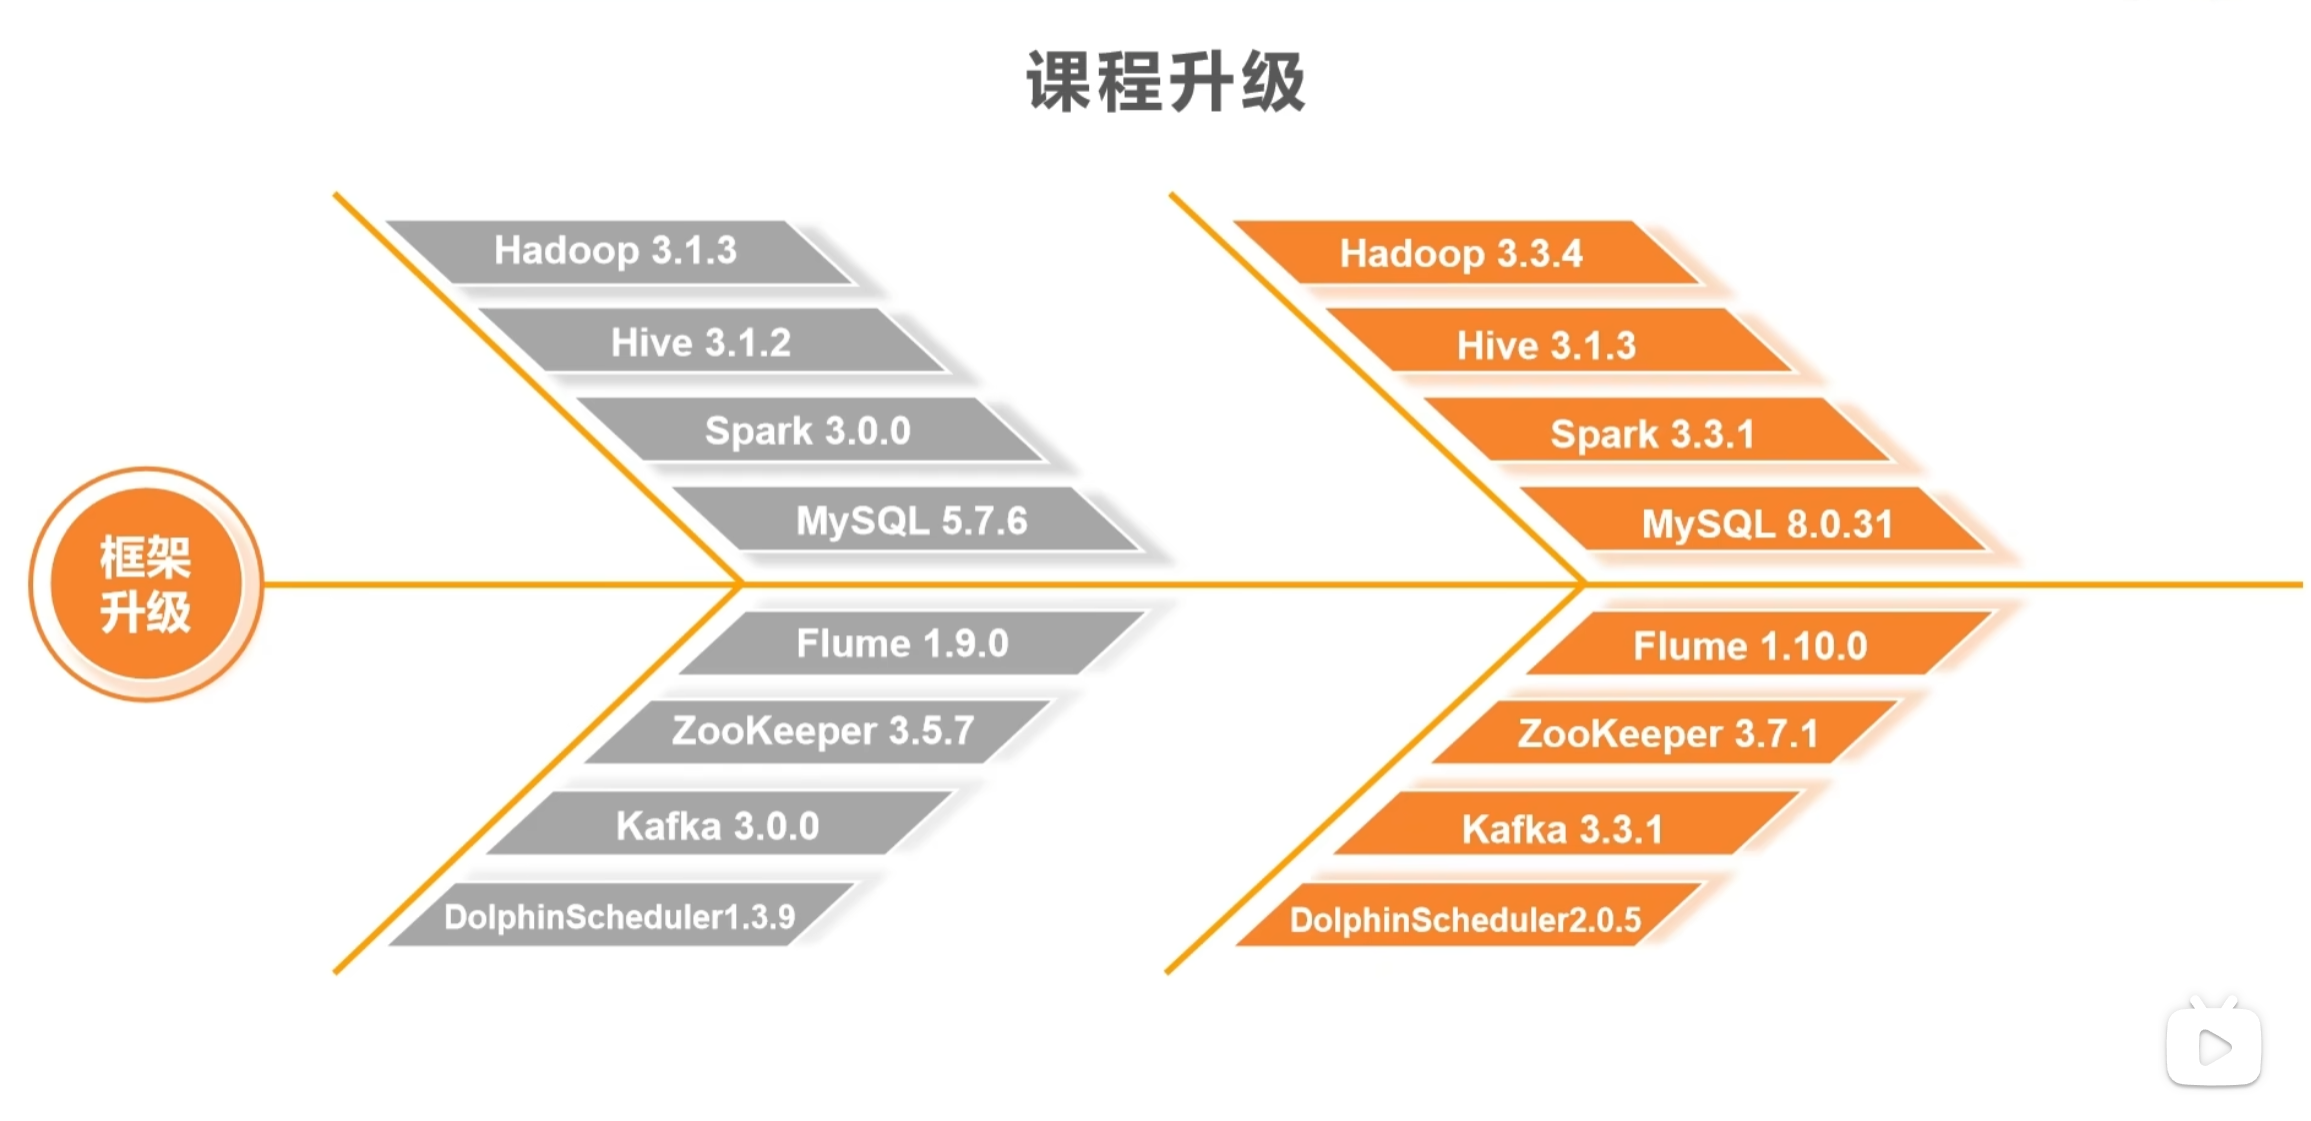 课程升级
框架
升级
Hadoop 3.1.3
Hive 3.1.2
Spark 3.0.0
MySQL 5.7.6
Flume 1.9.0
ZooKeeper 3.5.7
Kafka 3.0.0
DolphinScheduler1.3.9
Hadoop 3.3.4
Hive 3.1.3
Spark 3.3.1
MySQL 8.0.31
Flume 1.10.0
ZooKeeper 3.7.1
Kafka 3.3.1
DolphinScheduler2.0.5